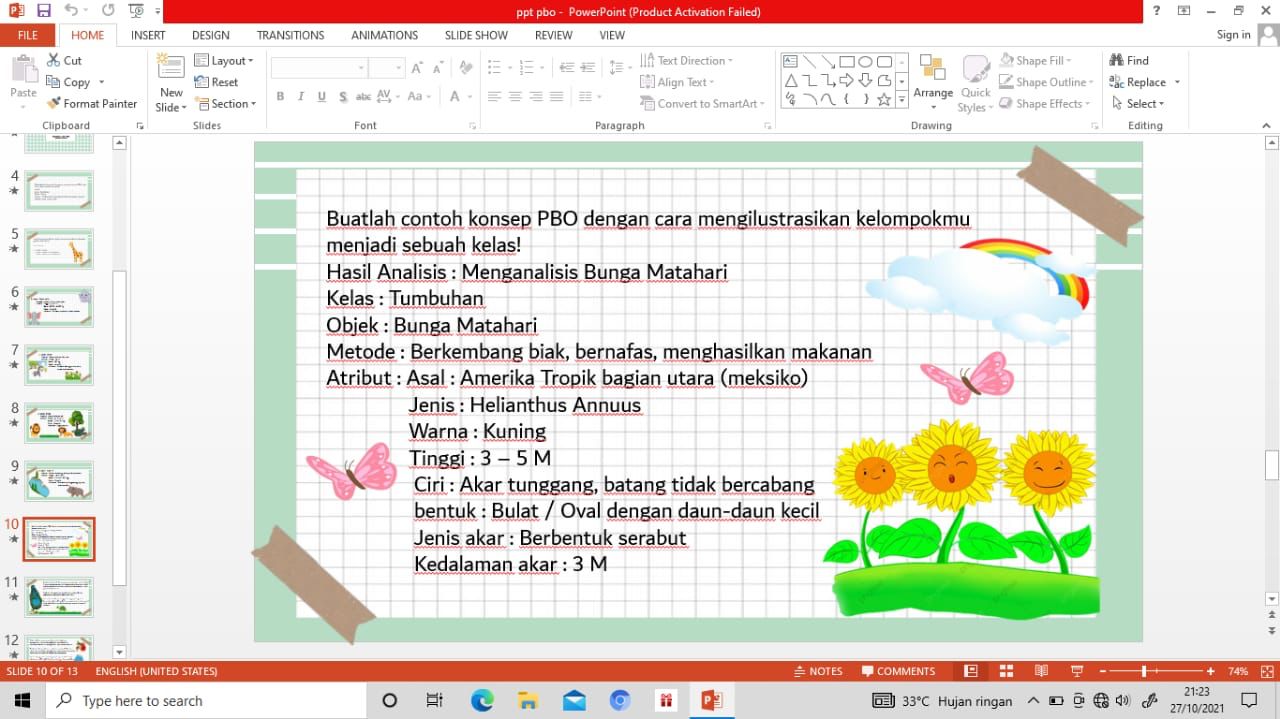 ppt pbo - PowerPoint (Product Activation Failed)
Sign in
FILE HOME INSERT DESIGN TRANSITIONS ANIMATIONS SLIDE SHOW REVIEW VIEW
Paste
Cut
Copy
Format Painter
Clipboard
New Slide
Layout
Reset
Section
Slides
Font
Text Direction
Align Text
Convert to SmartArt
Paragraph
Arrange
Quick Styles
Shape Fill
Shape Outline
Shape Effects
Drawing
Find
Replace
Select
Editing
4
5
6
7
8
9
10
11
12
Buatlah contoh konsep PBO dengan cara mengilustrasikan kelompokmu
menjadi sebuah kelas!
Hasil Analisis : Menganalisis Bunga Matahari
Kelas : Tumbuhan
Objek : Bunga Matahari
Metode : Berkembang biak, bernafas, menghasilkan makanan
Atribut : Asal : Amerika Tropik bagian utara (meksiko)
Jenis : Helianthus Annuus
Warna : Kuning
Tinggi : 3 – 5 M
Ciri : Akar tunggang, batang tidak bercabang
bentuk : Bulat / Oval dengan daun-daun kecil
Jenis akar : Berbentuk serabut
Kedalaman akar : 3 M
SLIDE 10 OF 13 ENGLISH (UNITED STATES) NOTES COMMENTS 74%
Type here to search
33°C Hujan ringan
21:23
27/10/2021